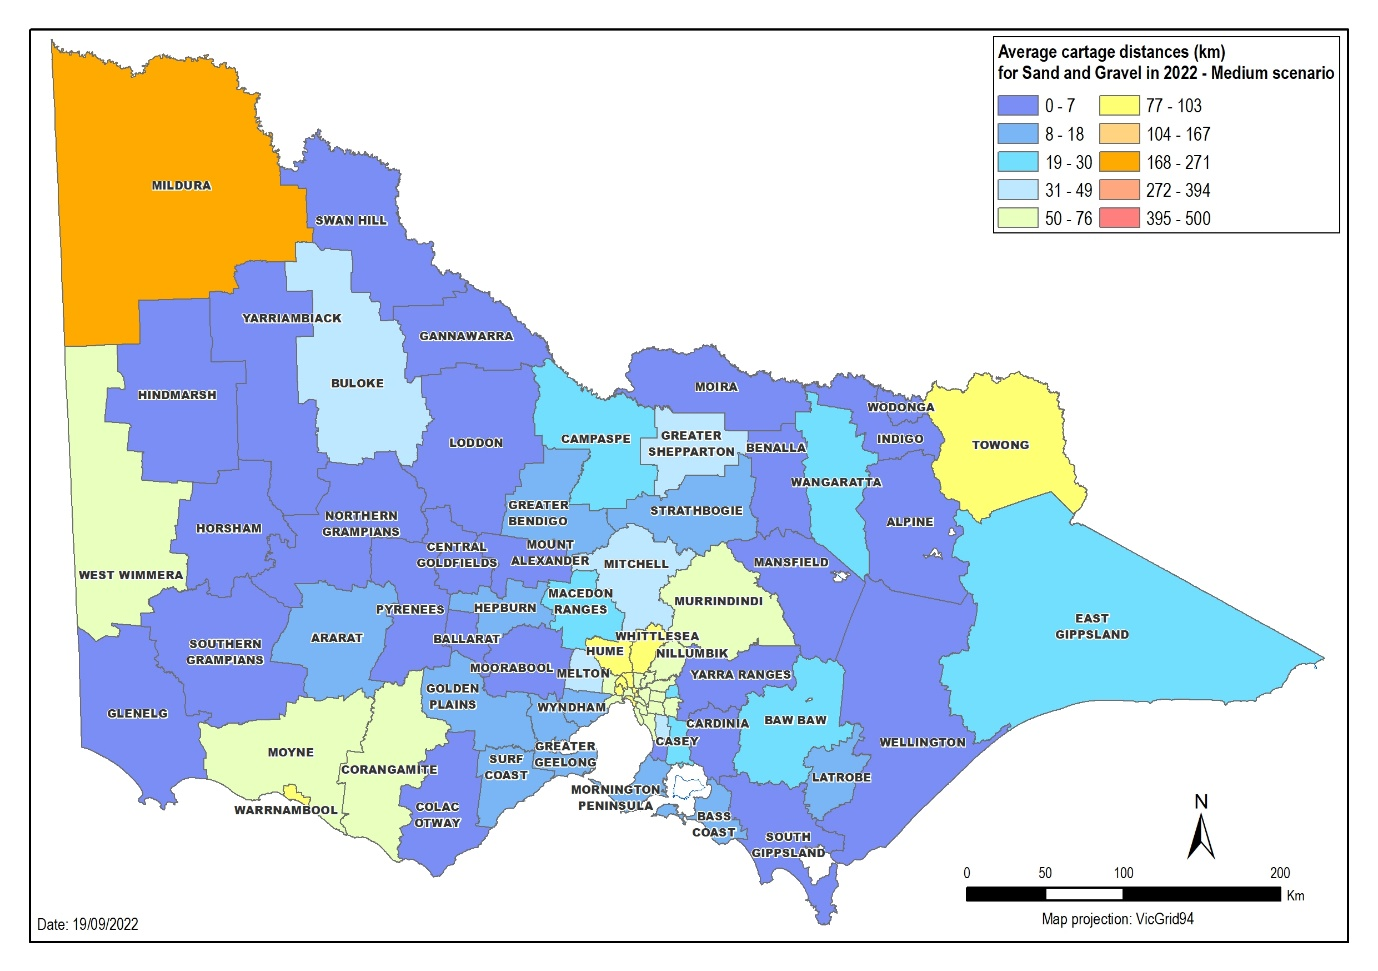 Average cartage distances (km)
for Sand and Gravel in 2022 - Medium scenario
0 - 7
77 - 103
8 - 18
104 - 167
19 - 30
168 - 271
31 - 49
272 - 394
50 - 76
395 - 500
MILDURA
SWAN HILL
YARRIAMBIACK
GANNAWARRA
BULOKE
HINDMARSH
MOIRA
WODONGA
LODDON
CAMPASPE
GREATER
SHEPPARTON
BENALLA
INDIGO
TOWONG
WANGARATTA
HORSHAM
NORTHERN
GRAMPIANS
GREATER
BENDIGO
STRATHBOGIE
ALPINE
WEST WIMMERA
CENTRAL
GOLDFIELDS
MOUNT
ALEXANDER
MITCHELL
MANSFIELD
MACEDON
RANGES
MURRINDINDI
PYRENEES
HEPBURN
EAST
GIPPSLAND
SOUTHERN
GRAMPIANS
ARARAT
BALLARAT
WHITTLESEA
HUME
NILLUMBIK
MOORABOOL
MELTON
YARRA RANGES
GLENELG
GOLDEN
PLAINS
WYNDHAM
CARDINIA
BAW BAW
MOYNE
CORANGAMITE
SURF
COAST
GREATER
GEELONG
CASEY
WELLINGTON
LATROBE
WARRNAMBOOL
COLAC
OTWAY
MORNINGTON
PENINSULA
BASS
COAST
SOUTH
GIPPSLAND
N
0
50
100
200
Km
Map projection: VicGrid94
Date: 19/09/2022